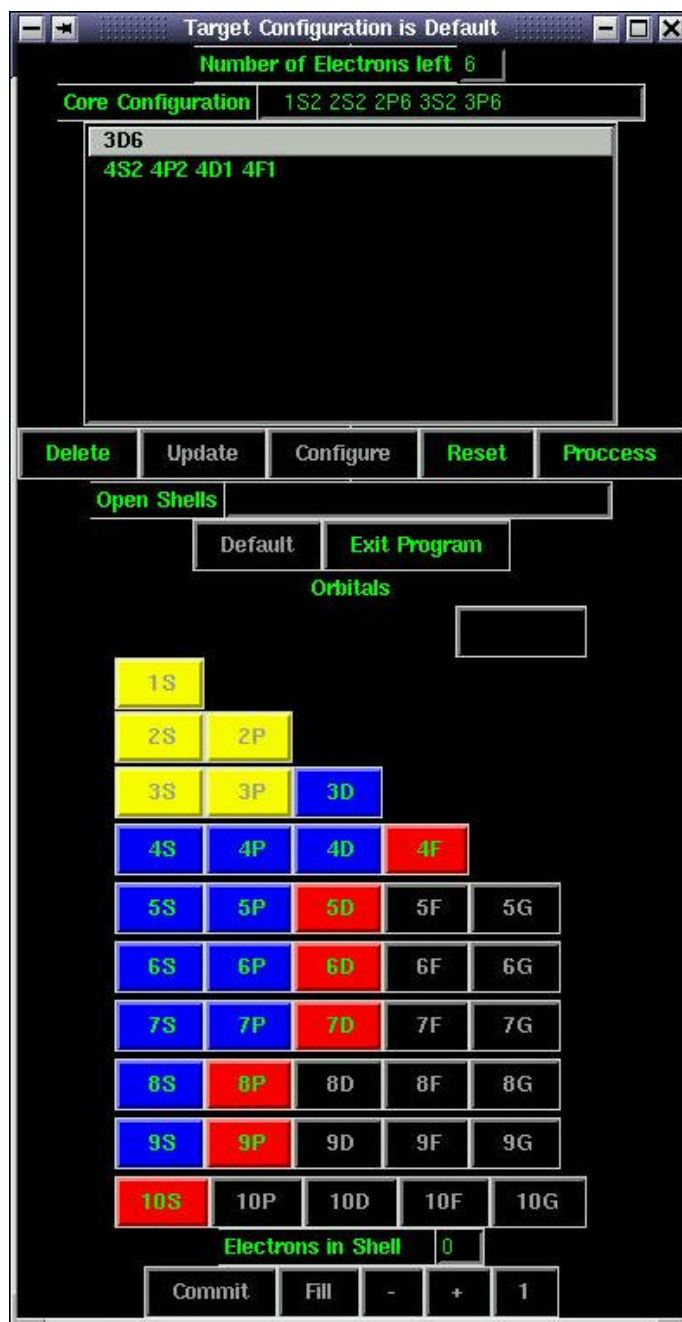 Target Configuration is Default
Number of Electrons left 6
Core Configuration 1S2 2S2 2P6 3S2 3P6
3D6
4S2 4P2 4D1 4F1
Delete Update Configure Reset Proccess
Open Shells
Default Exit Program
Orbitals
1S
2S 2P
3S 3P 3D
4S 4P 4D 4F
5S 5P 5D 5F 5G
6S 6P 6D 6F 6G
7S 7P 7D 7F 7G
8S 8P 8D 8F 8G
9S 9P 9D 9F 9G
10S 10P 10D 10F 10G
Electrons in Shell 0
Commit Fill - + 1